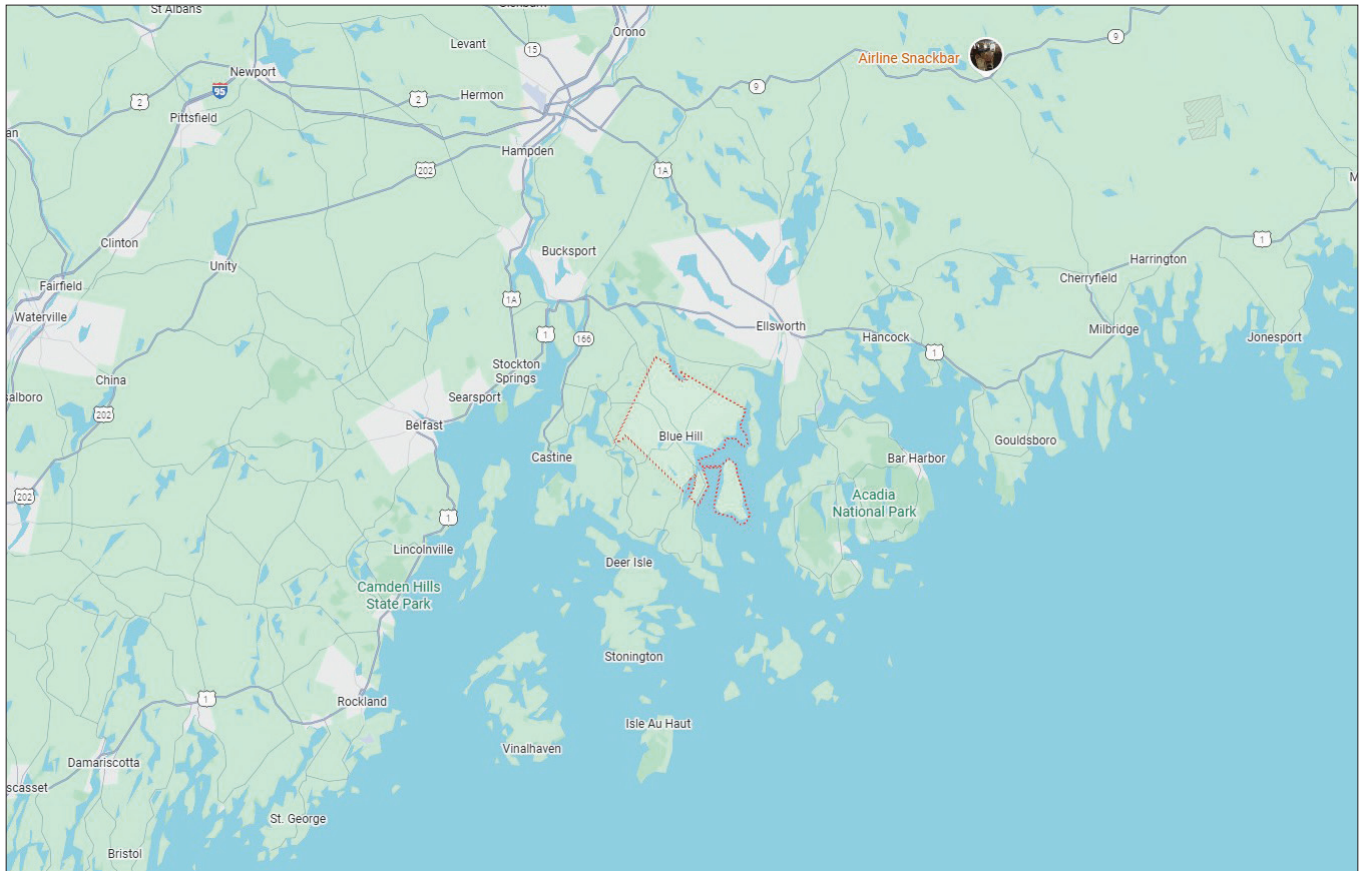 St Albans
Orono
Levant
15
9
Airline Snackbar
Newport
95
2
2
Hermon
9
Pittsfield
Hampden
202
1A
Clinton
Bucksport
1
Unity
Harrington
Cherryfield
Fairfield
1A
Waterville
1
166
Ellsworth
Hancock
1
Milbridge
Jonesport
Stockton
Springs
China
Searsport
202
Belfast
Blue Hill
Gouldsboro
Castine
Bar Harbor
202
Acadia
National Park
1
Lincolnville
Deer Isle
Camden Hills
State Park
Stonington
1
Rockland
Isle Au Haut
Vinalhaven
Damariscotta
scasset
St. George
Bristol